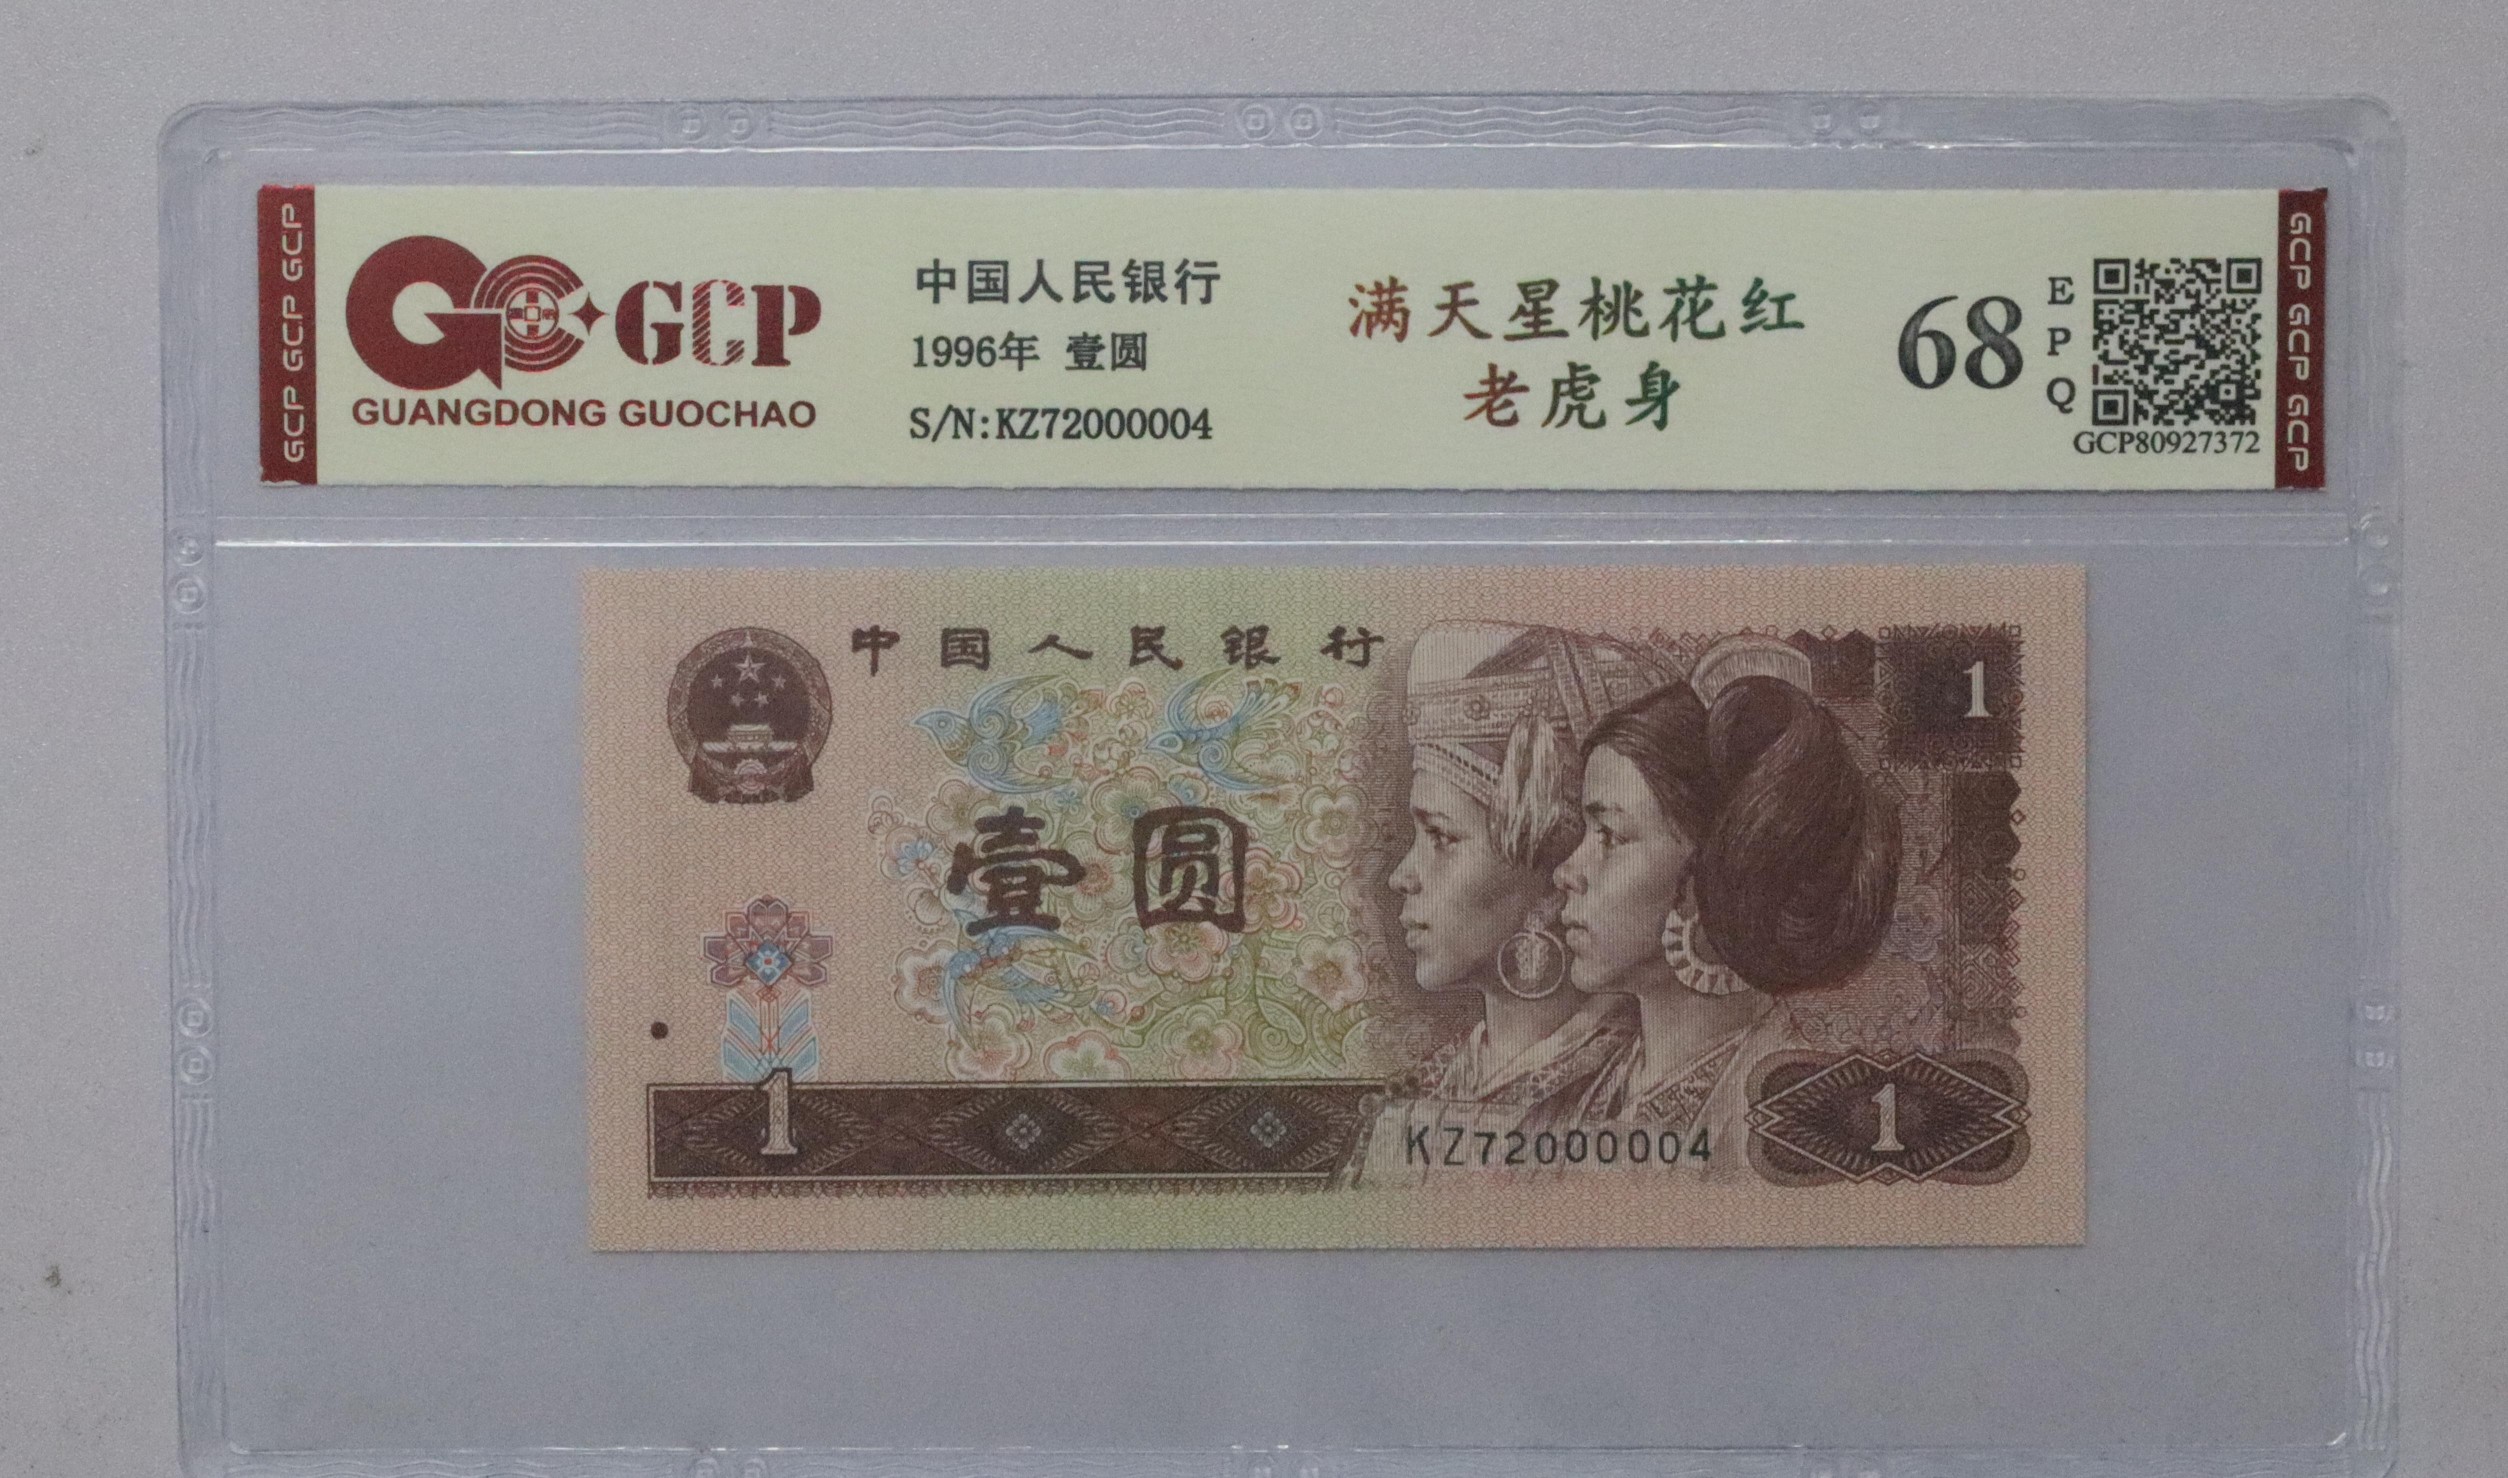 GCP GCP GCP
GCP
GUANGDONG GUOCHAO
中国人民银行
1996年 壹圆
S/N:KZ72000004
满天星桃花红
老虎身
68
E
P
Q
GCP80927372
GCP GCP GCP
中国人民银行
1
壹圆
1
1
KZ72000004